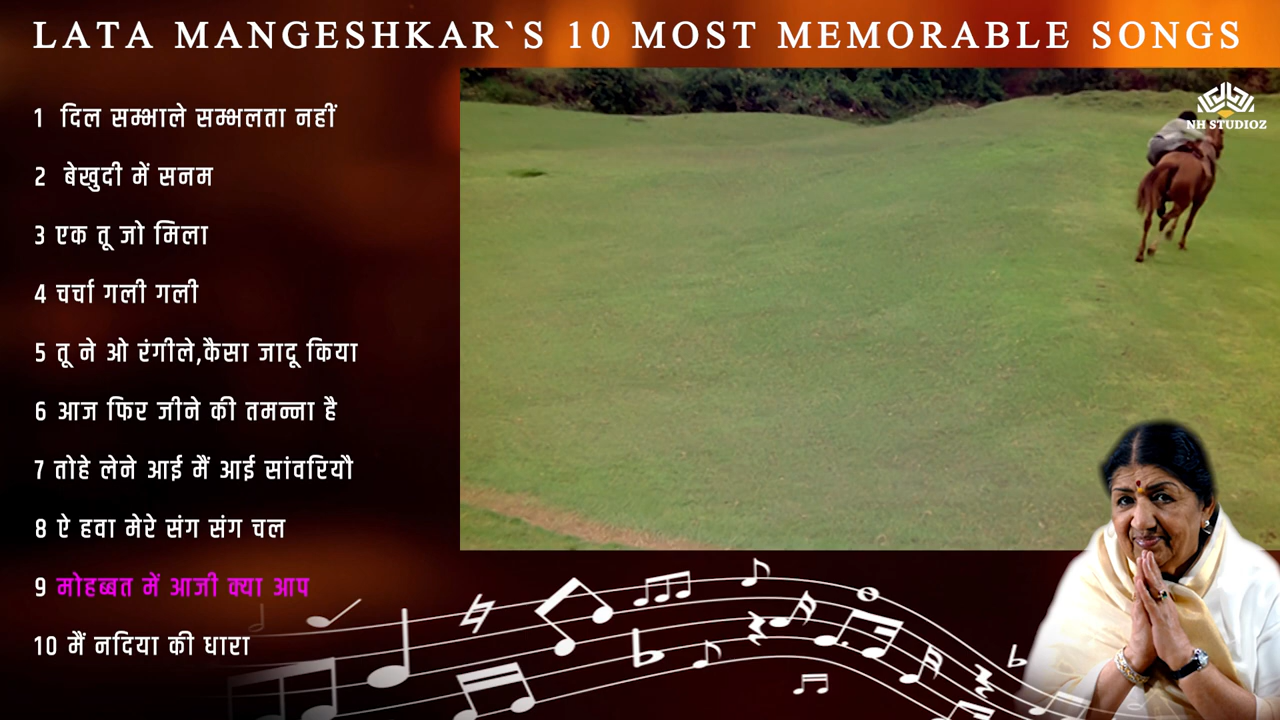 LATA MANGESHKAR`S 10 MOST MEMORABLE SONGS
1 दिल सम्भाले सम्भलता नहीं
2 बेखुदी में सनम
3 एक तू जो मिला
4 चर्चा गली गली
5 तू ने ओ रंगीले,कैसा जादू किया
6 आज फिर जीने की तमन्ना है
7 तोहे लेने आई मैं आई सांवरियौ
8 ऐ हवा मेरे संग संग चल
9 मोहब्बत में आजी क्या आप
10 मैं नदिया की धारा
NH STUDIOZ